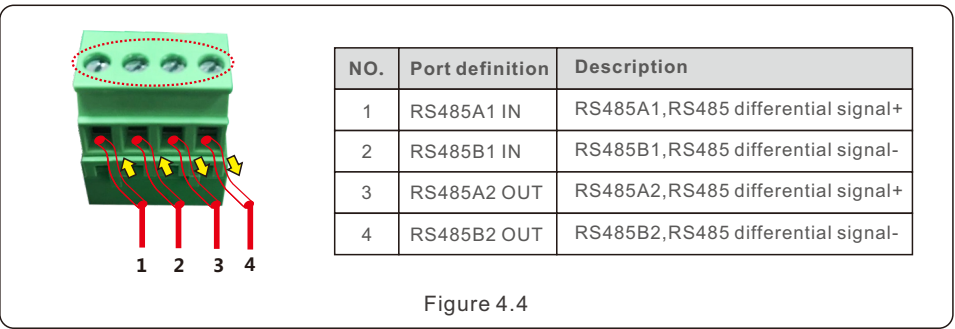 NO. Port definition Description
1 RS485A1 IN RS485A1,RS485 differential signal+
2 RS485B1 IN RS485B1,RS485 differential signal-
3 RS485A2 OUT RS485A2,RS485 differential signal+
4 RS485B2 OUT RS485B2,RS485 differential signal-
1 2 3 4
Figure 4.4